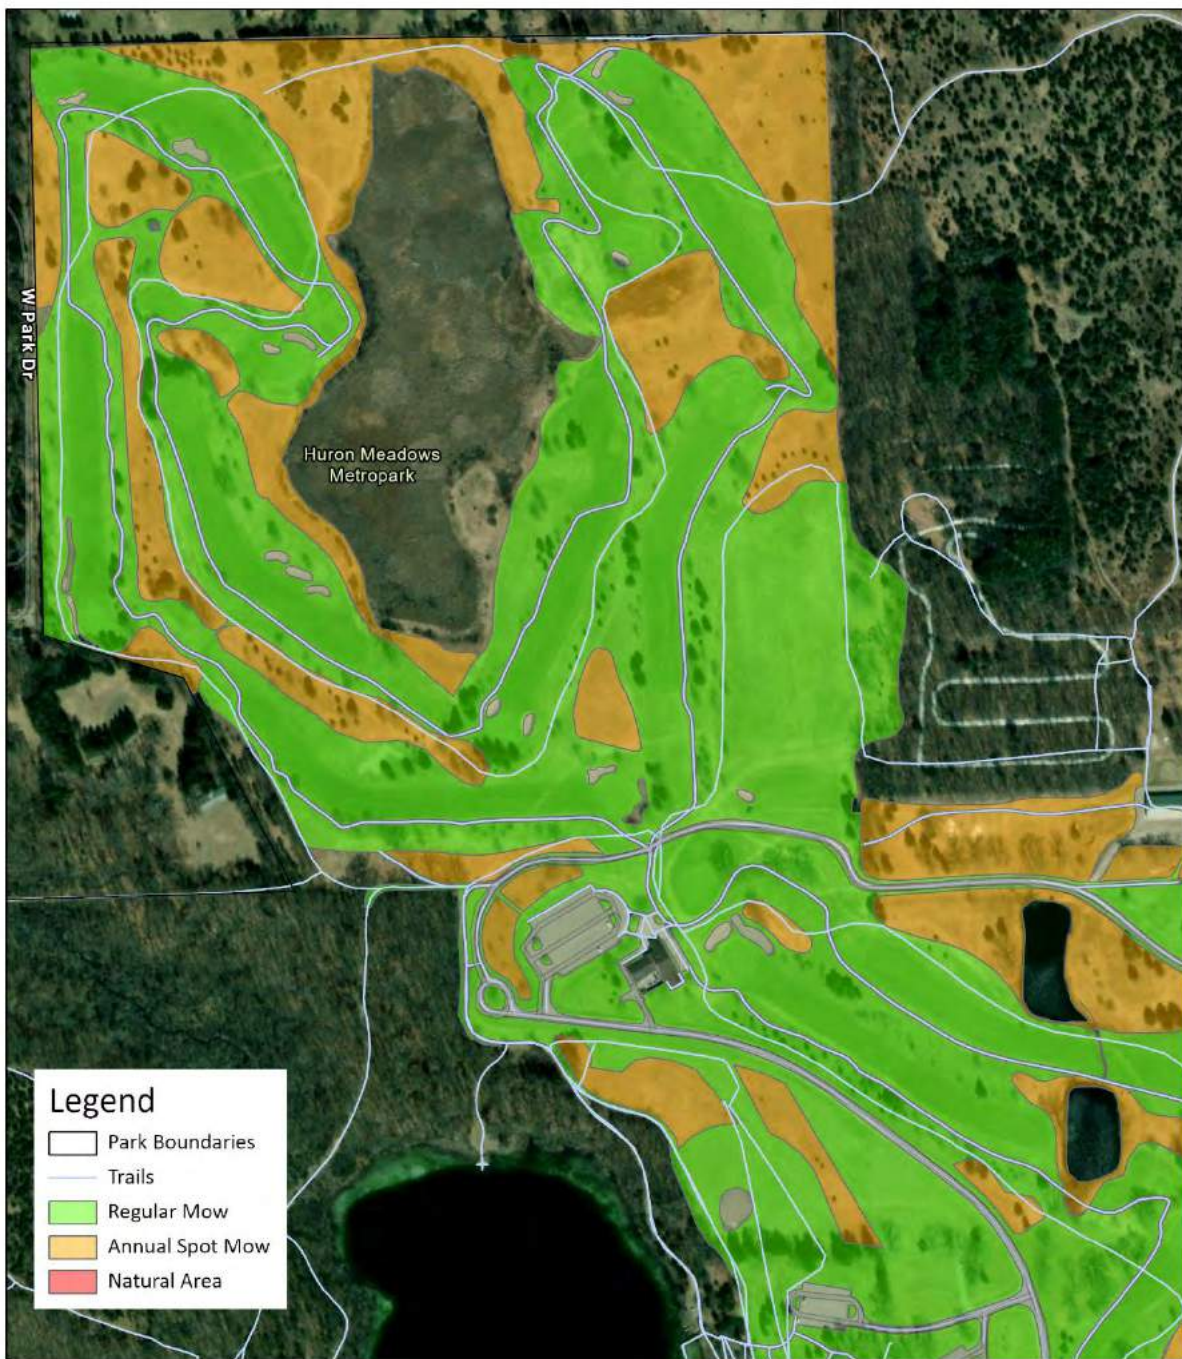 W Park Dr
Huron Meadows
Metropark
Legend
Park Boundaries
Trails
Regular Mow
Annual Spot Mow
Natural Area